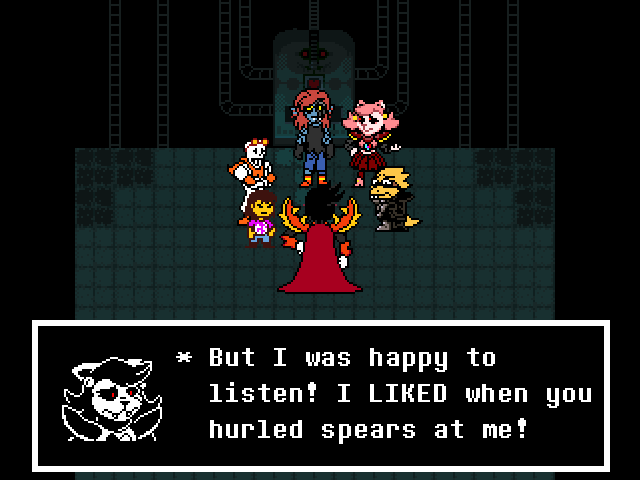 * But I was happy to
listen! I LIKED when you
hurled spears at me!